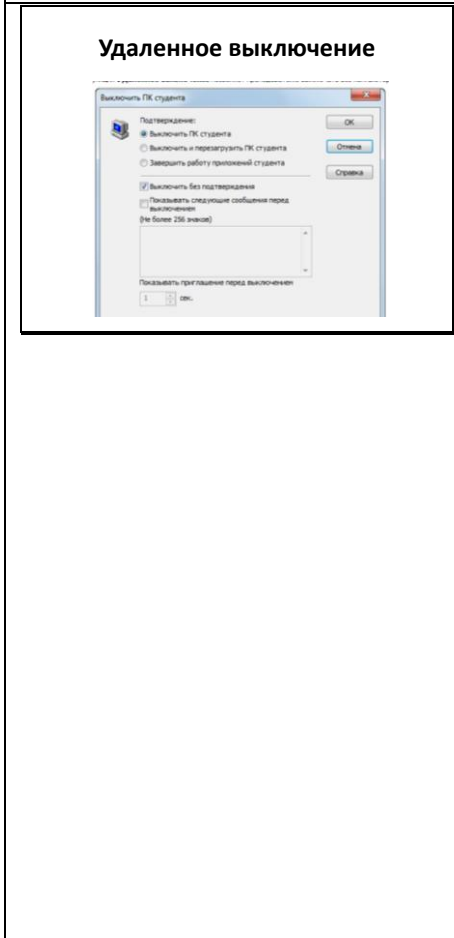 Удаленное выключение
Выключить ПК студента
Подтверждение:
Выключить ПК студента
Выключить и перезагрузить ПК студента
Завершить работу приложений студента
OK
Отмена
Справка
Выключить без подтверждения
Показывать следующие сообщения перед
выключением
(Не более 256 знаков)
Показывать приглашение перед выключением
1 сек.